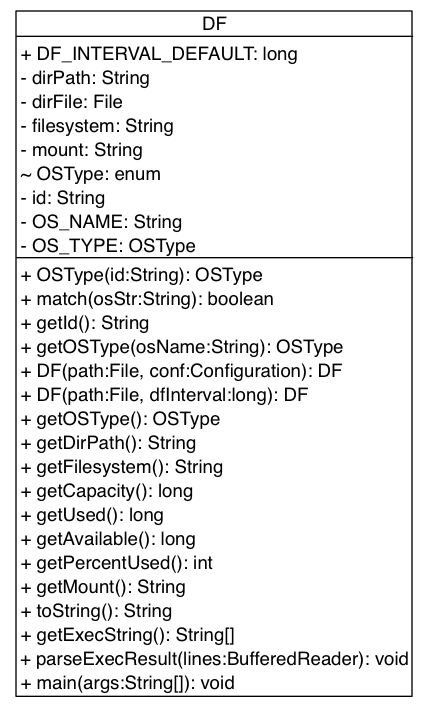 DF
+ DF_INTERVAL_DEFAULT: long
- dirPath: String
- dirFile: File
- filesystem: String
- mount: String
~ OSType: enum
- id: String
- OS_NAME: String
- OS_TYPE: OSType
+ OSType(id:String): OSType
+ match(osStr:String): boolean
+ getId(): String
+ getOSType(osName:String): OSType
+ DF(path:File, conf:Configuration): DF
+ DF(path:File, dfInterval:long): DF
+ getOSType(): OSType
+ getDirPath(): String
+ getFilesystem(): String
+ getCapacity(): long
+ getUsed(): long
+ getAvailable(): long
+ getPercentUsed(): int
+ getMount(): String
+ toString(): String
+ getExecString(): String[]
+ parseExecResult(lines:BufferedReader): void
+ main(args:String[]): void